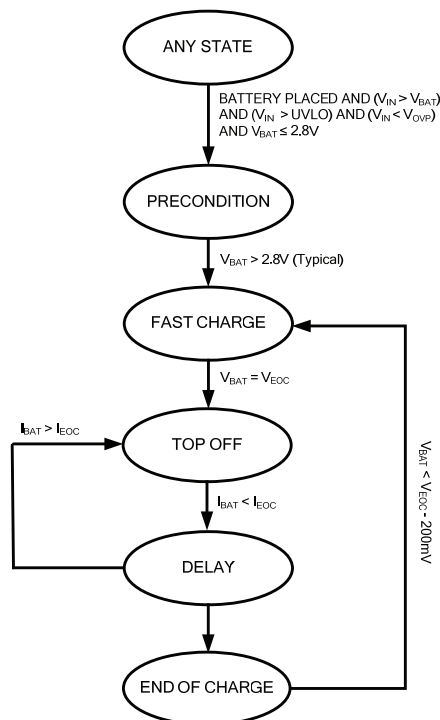 ANY STATE
BATTERY PLACED AND (VIN > VBAT)
AND (VIN > UVLO) AND (VIN < VOVP)
AND VBAT ≤ 2.8V
PRECONDITION
VBAT > 2.8V (Typical)
FAST CHARGE
VBAT = VEOC
IBAT > IEOC
TOP OFF
IBAT < IEOC
VBAT < VEOC - 200mV
DELAY
END OF CHARGE